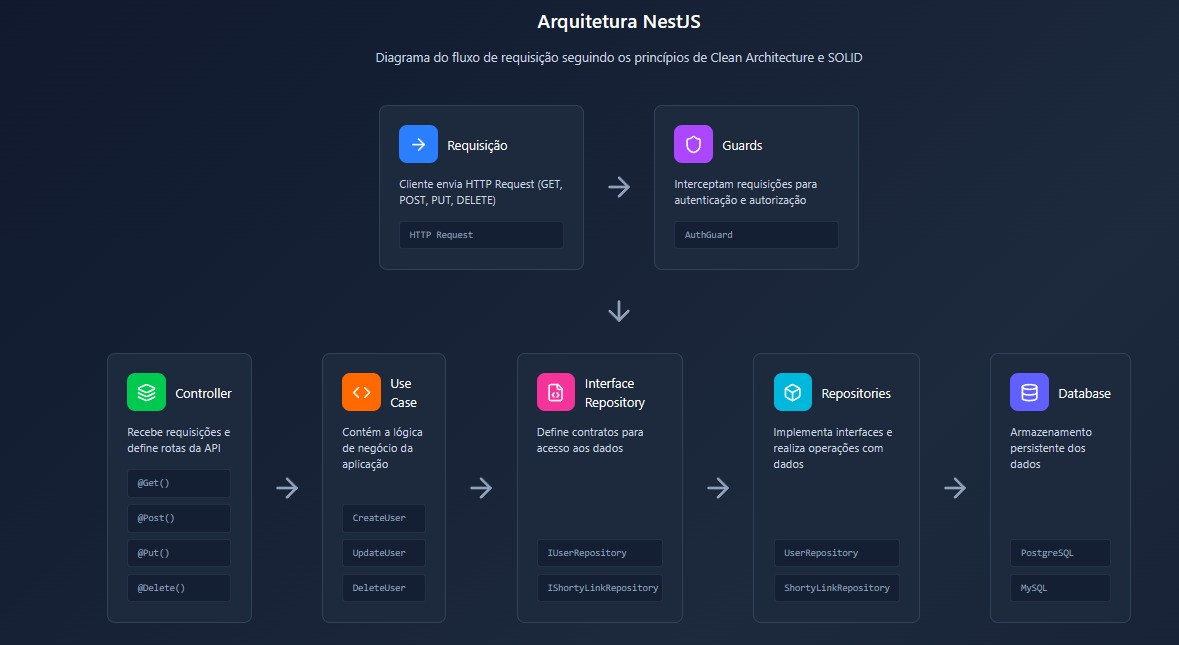 Arquitetura NestJS
Diagrama do fluxo de requisição seguindo os princípios de Clean Architecture e SOLID
Requisição
Cliente envia HTTP Request (GET,
POST, PUT, DELETE)
HTTP Request
Guards
Interceptam requisições para
autenticação e autorização
AuthGuard
Controller
Recebe requisições e
define rotas da API
@Get()
@Post()
@Put()
@Delete()
Use
Case
Contém a lógica
de negócio da
aplicação
CreateUser
UpdateUser
DeleteUser
Interface
Repository
Define contratos para
acesso aos dados
IUserRepository
IShortyLinkRepository
Repositories
Implementa interfaces e
realiza operações com
dados
UserRepository
ShortyLinkRepository
Database
Armazenamento
persistente dos
dados
PostgreSQL
MySQL